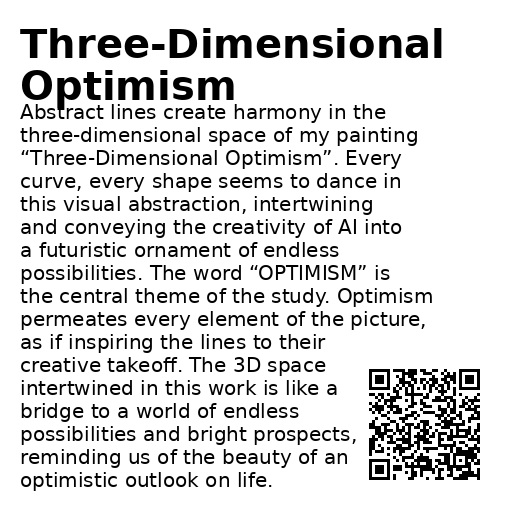 Three-Dimensional
Optimism
Abstract lines create harmony in the
three-dimensional space of my painting
“Three-Dimensional Optimism”. Every
curve, every shape seems to dance in
this visual abstraction, intertwining
and conveying the creativity of AI into
a futuristic ornament of endless
possibilities. The word “OPTIMISM” is
the central theme of the study. Optimism
permeates every element of the picture,
as if inspiring the lines to their
creative takeoff. The 3D space
intertwined in this work is like a
bridge to a world of endless
possibilities and bright prospects,
reminding us of the beauty of an
optimistic outlook on life.